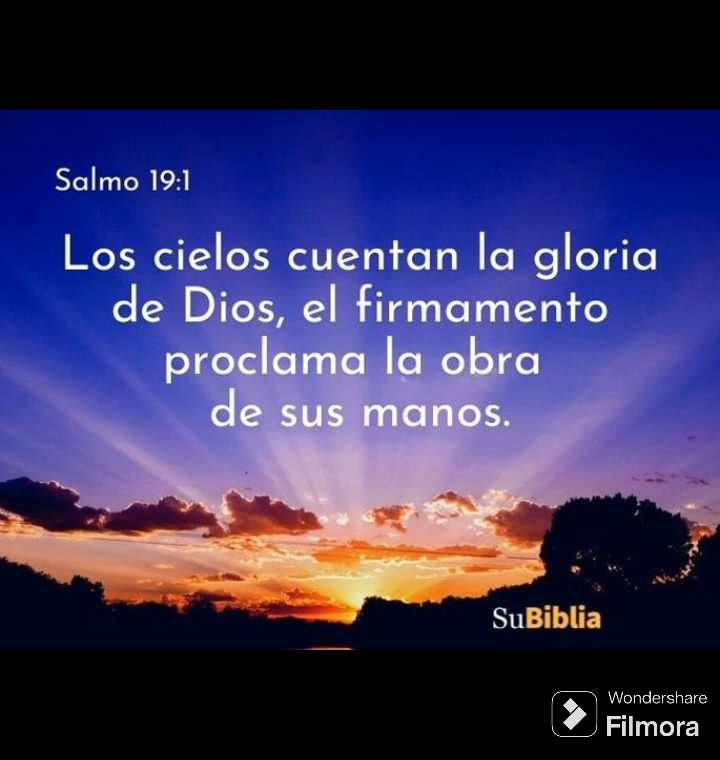 Salmo 19:1
Los cielos cuentan la gloria
de Dios, el firmamento
proclama la obra
de sus manos.
SuBiblia
Wondershare
Filmora